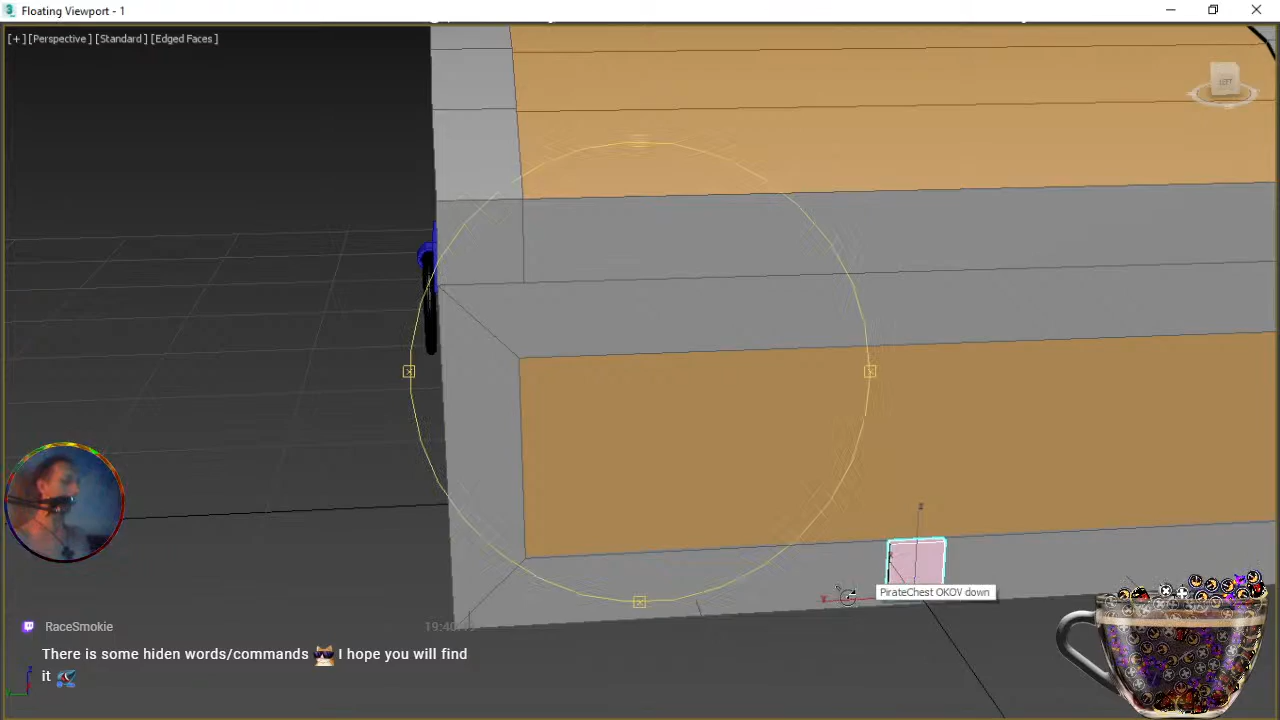 Floating Viewport - 1
[ + ] [Perspective ] [Standard ] [Edged Faces ]
LEFT
PirateChest OKOV down
RaceSmokie
There is some hiden words/commands I hope you will find
it